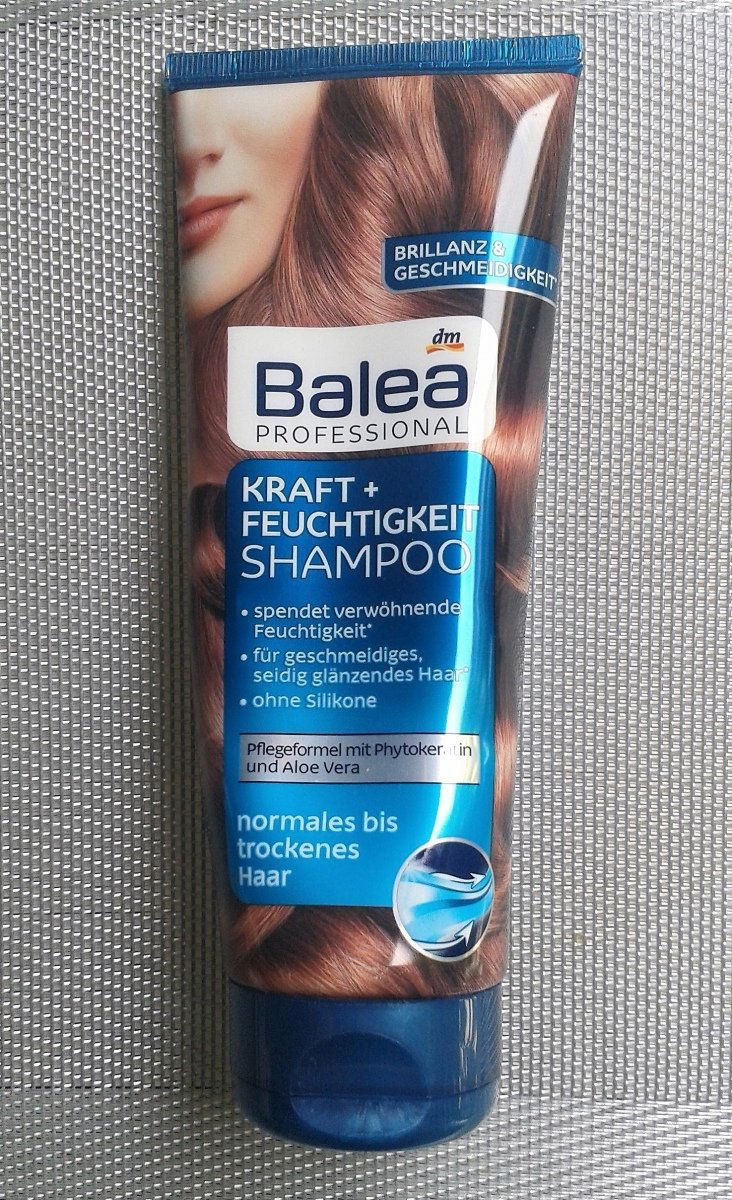 BRILLANZ &
GESCHMEIDIGKEIT*
dm
Balea
PROFESSIONAL
KRAFT +
FEUCHTIGKEIT
SHAMPOO
• spendet verwöhnende
Feuchtigkeit*
• für geschmeidiges,
seidig glänzendes Haar*
• ohne Silikone
Pflegeformel mit Phytokeratin
und Aloe Vera
normales bis
trockenes
Haar